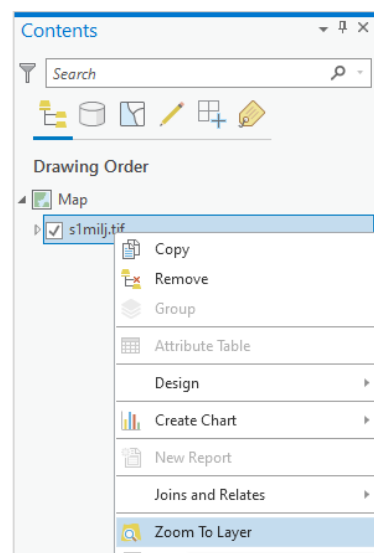 Contents
Search
Drawing Order
Map
s1milj.tif
Copy
Remove
Group
Attribute Table
Design
Create Chart
New Report
Joins and Relates
Zoom To Layer